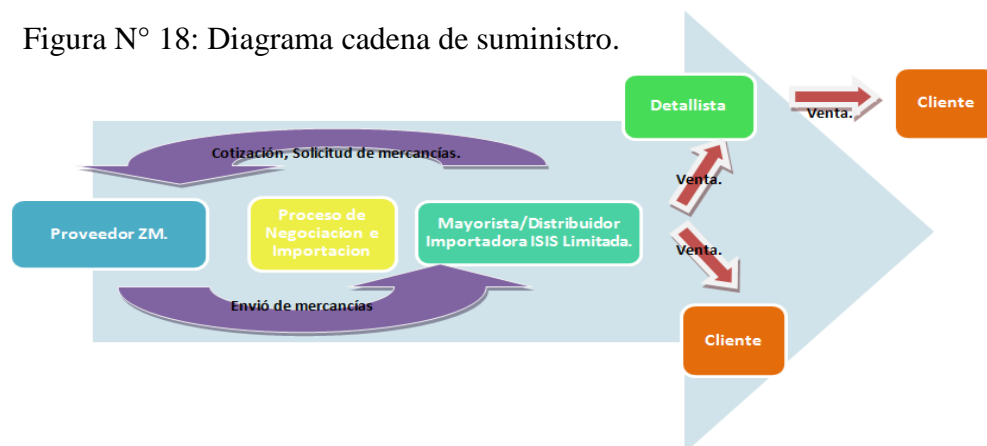 Figura N° 18: Diagrama cadena de suministro.
Detallista
Venta.
Cliente
Cotización, Solicitud de mercancías.
Venta.
Proveedor ZM.
Proceso de
Negociacion e
Importacion
Mayorista/Distribuidor
Importadora ISIS Limitada.
Venta.
Envió de mercancías
Cliente